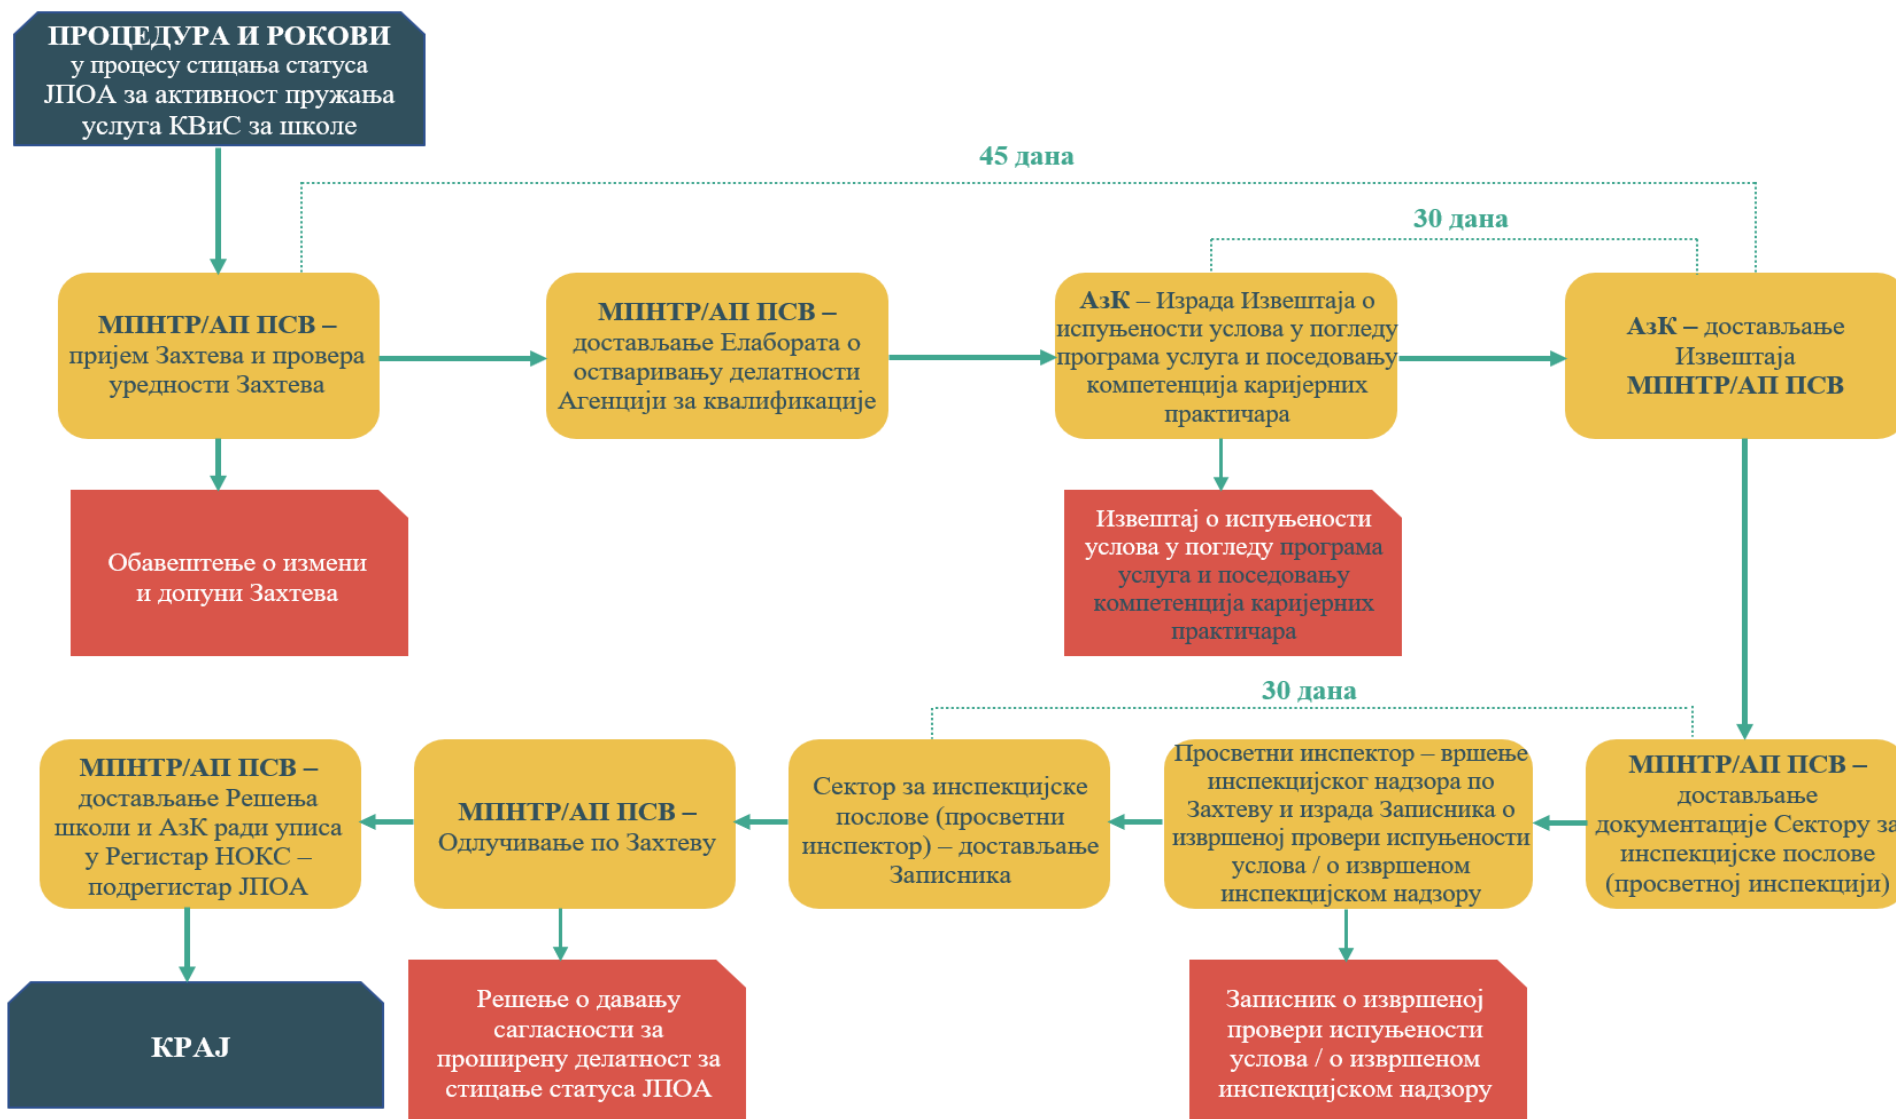 ПРОЦЕДУРА И РОКОВИ
у процесу стицања статуса
ЈПОА за активност пружања
услуга КВиС за школе
45 дана
30 дана
МПНТР/АП ПСВ –
пријем Захтева и провера
уредности Захтева
МПНТР/АП ПСВ –
достављање Елабората о
остваривању делатности
Агенцији за квалификације
АзК – Израда Извештаја о
испуњености услова у погледу
програма услуга и поседовању
компетенција каријерних
практичара
АзК – достављање
Извештаја
МПНТР/АП ПСВ
Обавештење о измени
и допуни Захтева
Извештај о испуњености
услова у погледу програма
услуга и поседовању
компетенција каријерних
практичара
30 дана
МПНТР/АП ПСВ –
достављање Решења
школи и АзК ради уписа
у Регистар НОКС –
подрегистар ЈПОА
МПНТР/АП ПСВ –
Одлучивање по Захтеву
Сектор за инспекцијске
послове (просветни
инспектор) – достављање
Записника
Просветни инспектор – вршење
инспекцијског надзора по
Захтеву и израда Записника о
извршеној провери испуњености
услова / о извршеном
инспекцијском надзору
МПНТР/АП ПСВ –
достављање
документације Сектору за
инспекцијске послове
(просветној инспекцији)
КРАЈ
Решење о давању
сагласности за
проширену делатност за
стицање статуса ЈПОА
Записник о извршеној
провери испуњености
услова / о извршеном
инспекцијском надзору